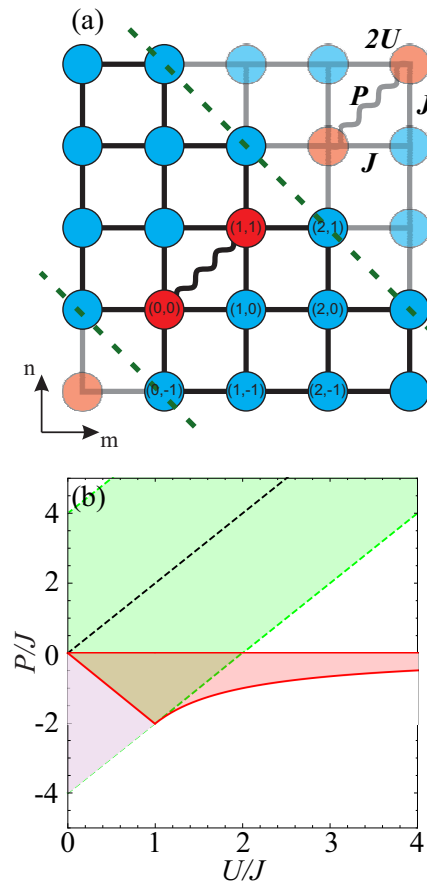 (a)
2U
P
J
J
(1,1)
(2,1)
(0,0)
(1,0)
(2,0)
n
m
(0,-1)
(1,-1)
(2,-1)
(b)
4
2
0
-2
-4
P/J
0
1
2
3
4
U/J